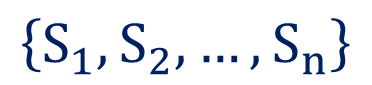 {S₁, S₂, ..., Sₙ}